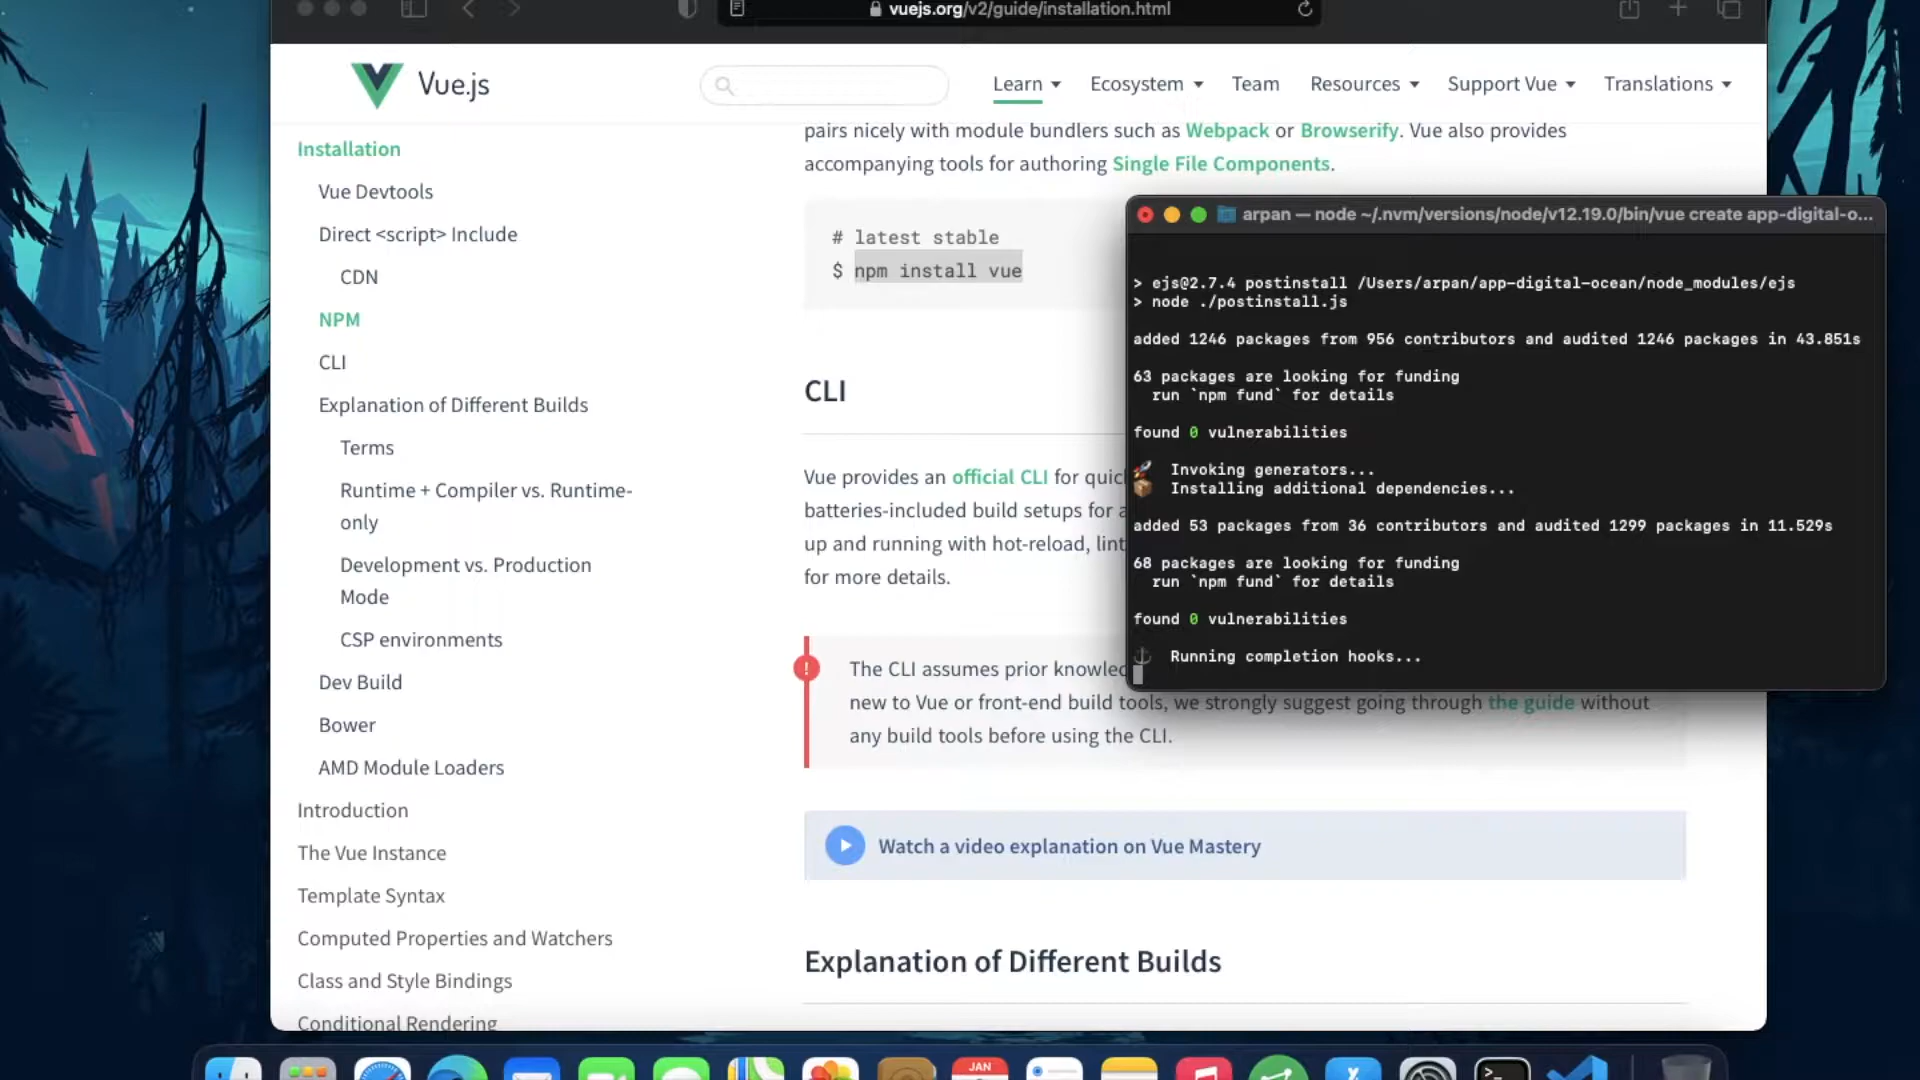 vuejs.org/v2/guide/installation.html
Vue.js
Learn
Ecosystem
Team
Resources
Support Vue
Translations
Installation
Vue Devtools
Direct <script> Include
CDN
NPM
CLI
Explanation of Different Builds
Terms
Runtime + Compiler vs. Runtime-
only
Development vs. Production
Mode
CSP environments
Dev Build
Bower
AMD Module Loaders
Introduction
The Vue Instance
Template Syntax
Computed Properties and Watchers
Class and Style Bindings
Conditional Rendering
pairs nicely with module bundlers such as Webpack or Browserify. Vue also provides
accompanying tools for authoring Single File Components.
# latest stable
$ npm install vue
CLI
Vue provides an official CLI for quic
batteries-included build setups for a
up and running with hot-reload, lint
for more details.
The CLI assumes prior knowled
new to Vue or front-end build tools, we strongly suggest going through the guide without
any build tools before using the CLI.
Watch a video explanation on Vue Mastery
Explanation of Different Builds
arpan — node ~/.nvm/versions/node/v12.19.0/bin/vue create app-digital-o...
> ejs@2.7.4 postinstall /Users/arpan/app-digital-ocean/node_modules/ejs
> node ./postinstall.js
added 1246 packages from 956 contributors and audited 1246 packages in 43.851s
63 packages are looking for funding
run `npm fund` for details
found 0 vulnerabilities
Invoking generators...
Installing additional dependencies...
added 53 packages from 36 contributors and audited 1299 packages in 11.529s
68 packages are looking for funding
run `npm fund` for details
found 0 vulnerabilities
Running completion hooks...
JAN